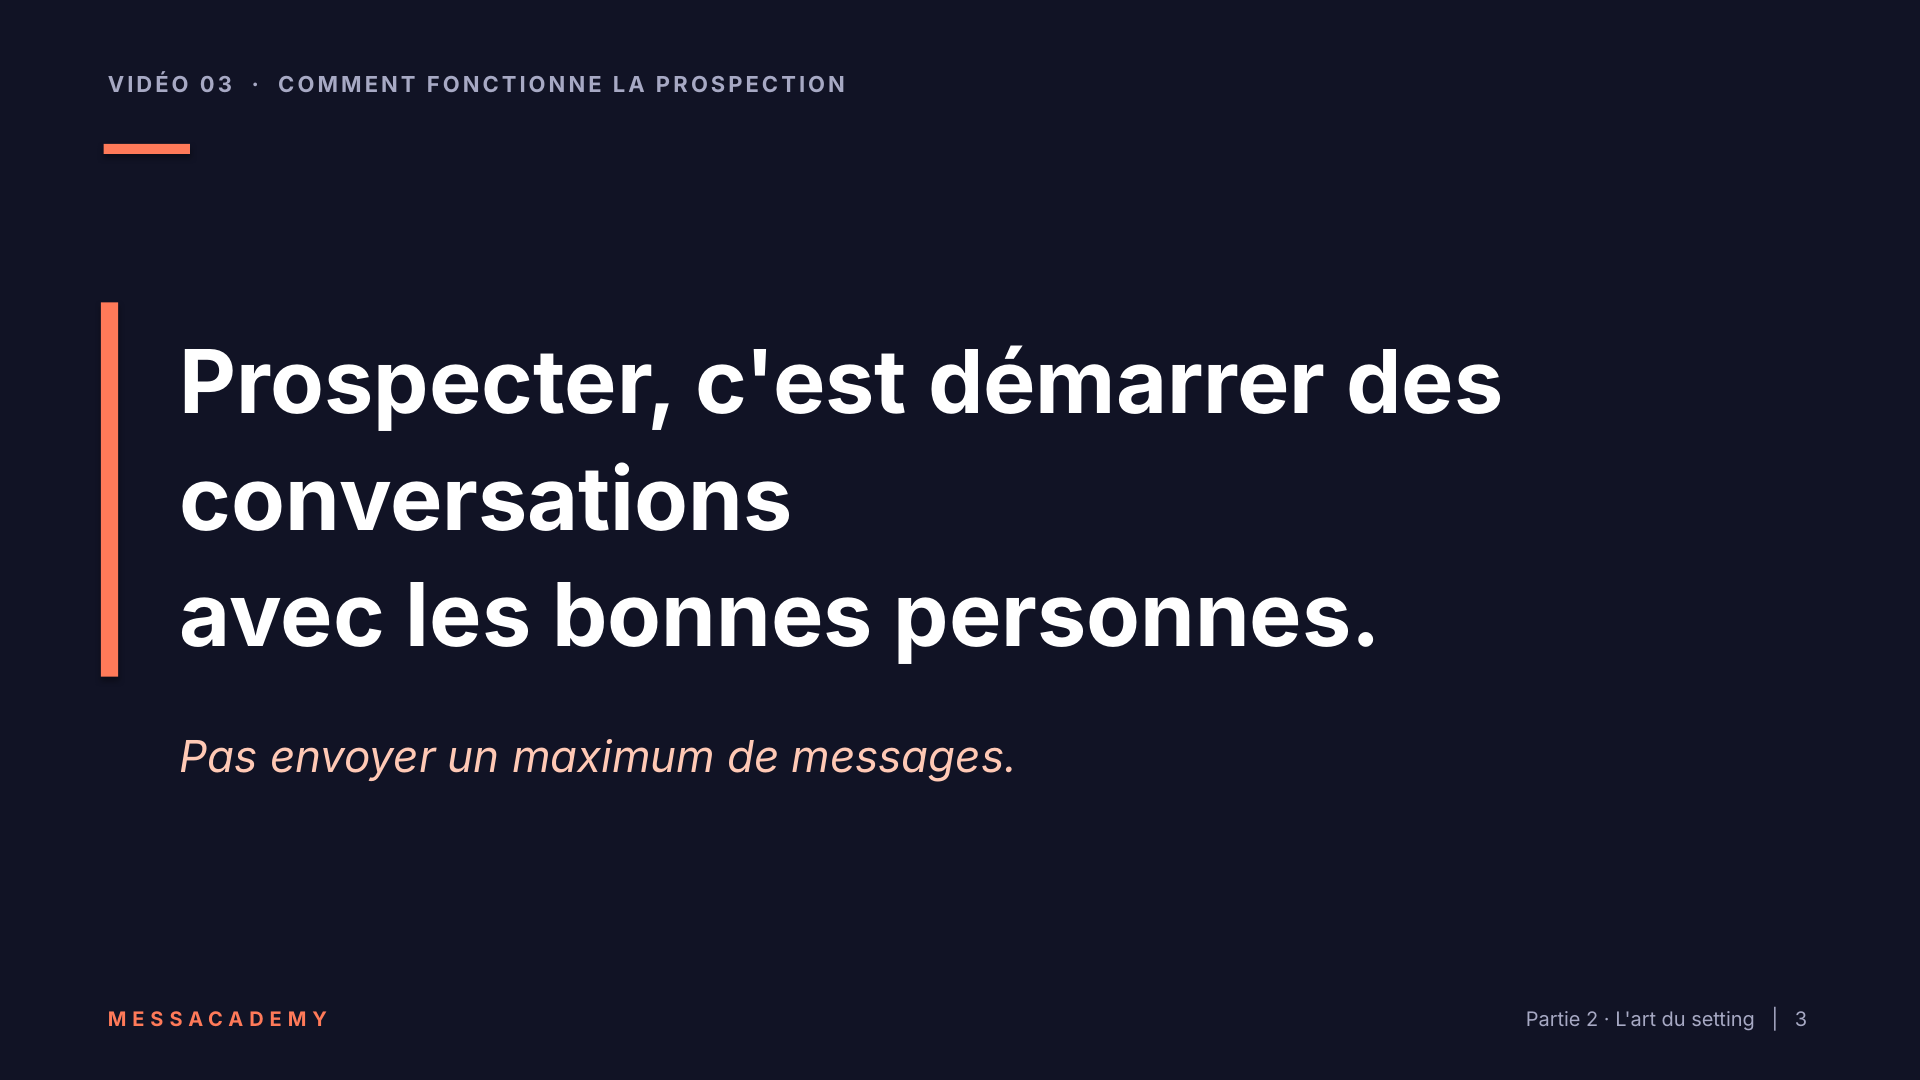 VIDÉO 03 · COMMENT FONCTIONNE LA PROSPECTION
Prospecter, c'est démarrer des
conversations
avec les bonnes personnes.
Pas envoyer un maximum de messages.
MESSACADEMY
Partie 2 · L'art du setting | 3